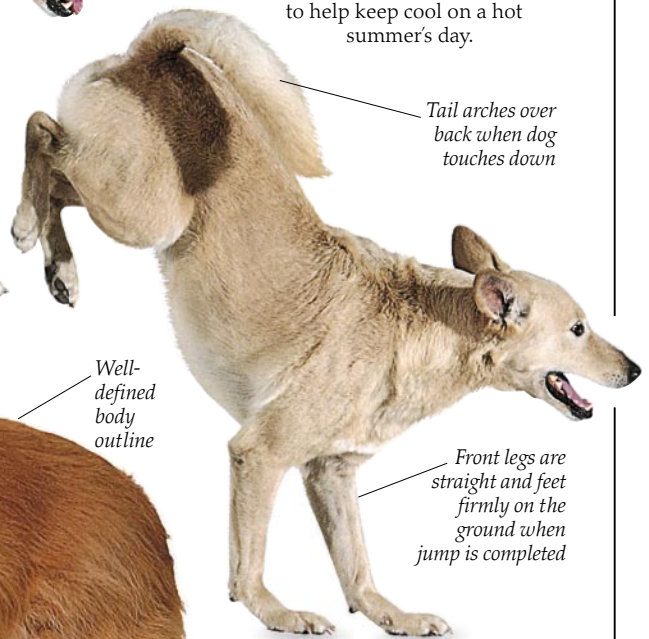 to help keep cool on a hot
summer's day.
Tail arches over
back when dog
touches down
Well-
defined
body
outline
Front legs are
straight and feet
firmly on the
ground when
jump is completed